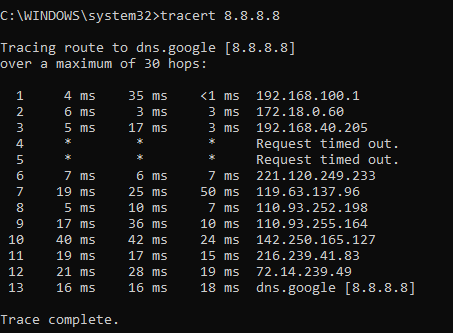 C:\WINDOWS\system32>tracert 8.8.8.8
Tracing route to dns.google [8.8.8.8]
over a maximum of 30 hops:
1 4 ms 35 ms <1 ms 192.168.100.1
2 6 ms 3 ms 3 ms 172.18.0.60
3 5 ms 17 ms 3 ms 192.168.40.205
4 * * * Request timed out.
5 * * * Request timed out.
6 7 ms 6 ms 7 ms 221.120.249.233
7 19 ms 25 ms 50 ms 119.63.137.96
8 5 ms 10 ms 7 ms 110.93.252.198
9 17 ms 36 ms 10 ms 110.93.255.164
10 40 ms 42 ms 24 ms 142.250.165.127
11 19 ms 17 ms 15 ms 216.239.41.83
12 21 ms 28 ms 19 ms 72.14.239.49
13 16 ms 16 ms 18 ms dns.google [8.8.8.8]
Trace complete.